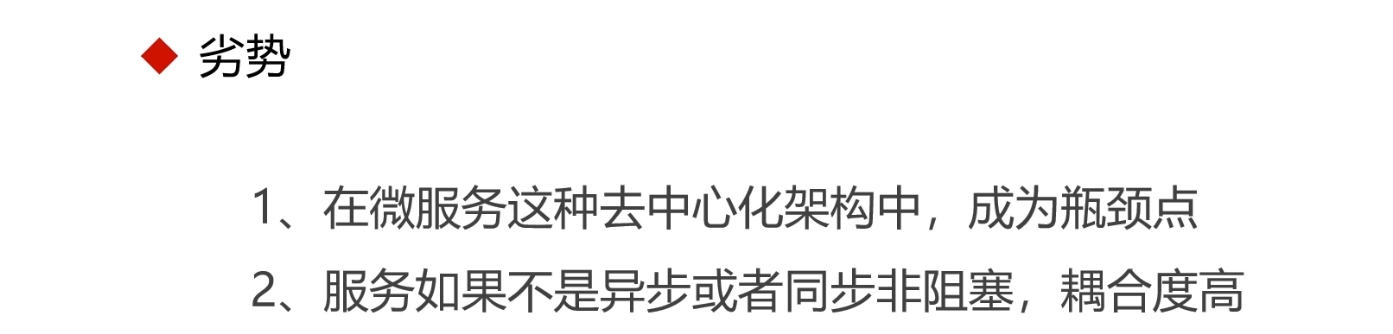 劣势
1、在微服务这种去中心化架构中，成为瓶颈点
2、服务如果不是异步或者同步非阻塞，耦合度高